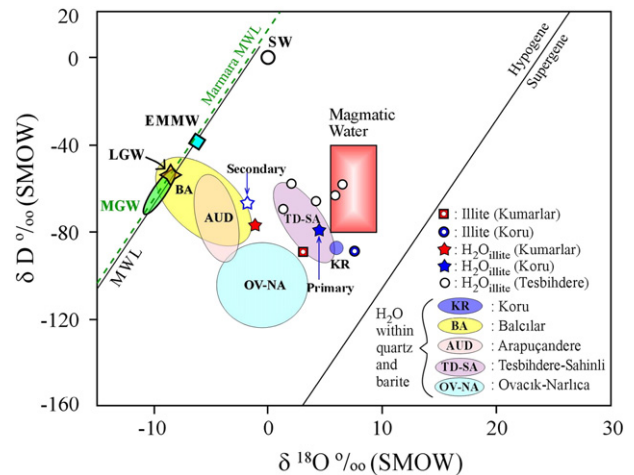 SW
Marmara MWL
Hypogene
Supergene
EMMW
Magmatic
Water
LGW
BA
Secondary
AUD
TD-SA
MGW
MWL
KR
Primary
OV-NA
: Illite (Kumarlar)
: Illite (Koru)
: H₂Oillite (Kumarlar)
: H₂Oillite (Koru)
: H₂Oillite (Tesbihdere)
H₂O
within
quartz
and
barite
KR : Koru
BA : Balcılar
AUD : Arapuçandere
TD-SA : Tesbihdere-Sahinli
OV-NA : Ovacık-Narlıca
δ D ‰ (SMOW)
0
-40
-80
-120
-160
-10 0 10 20 30
δ ¹⁸O ‰ (SMOW)